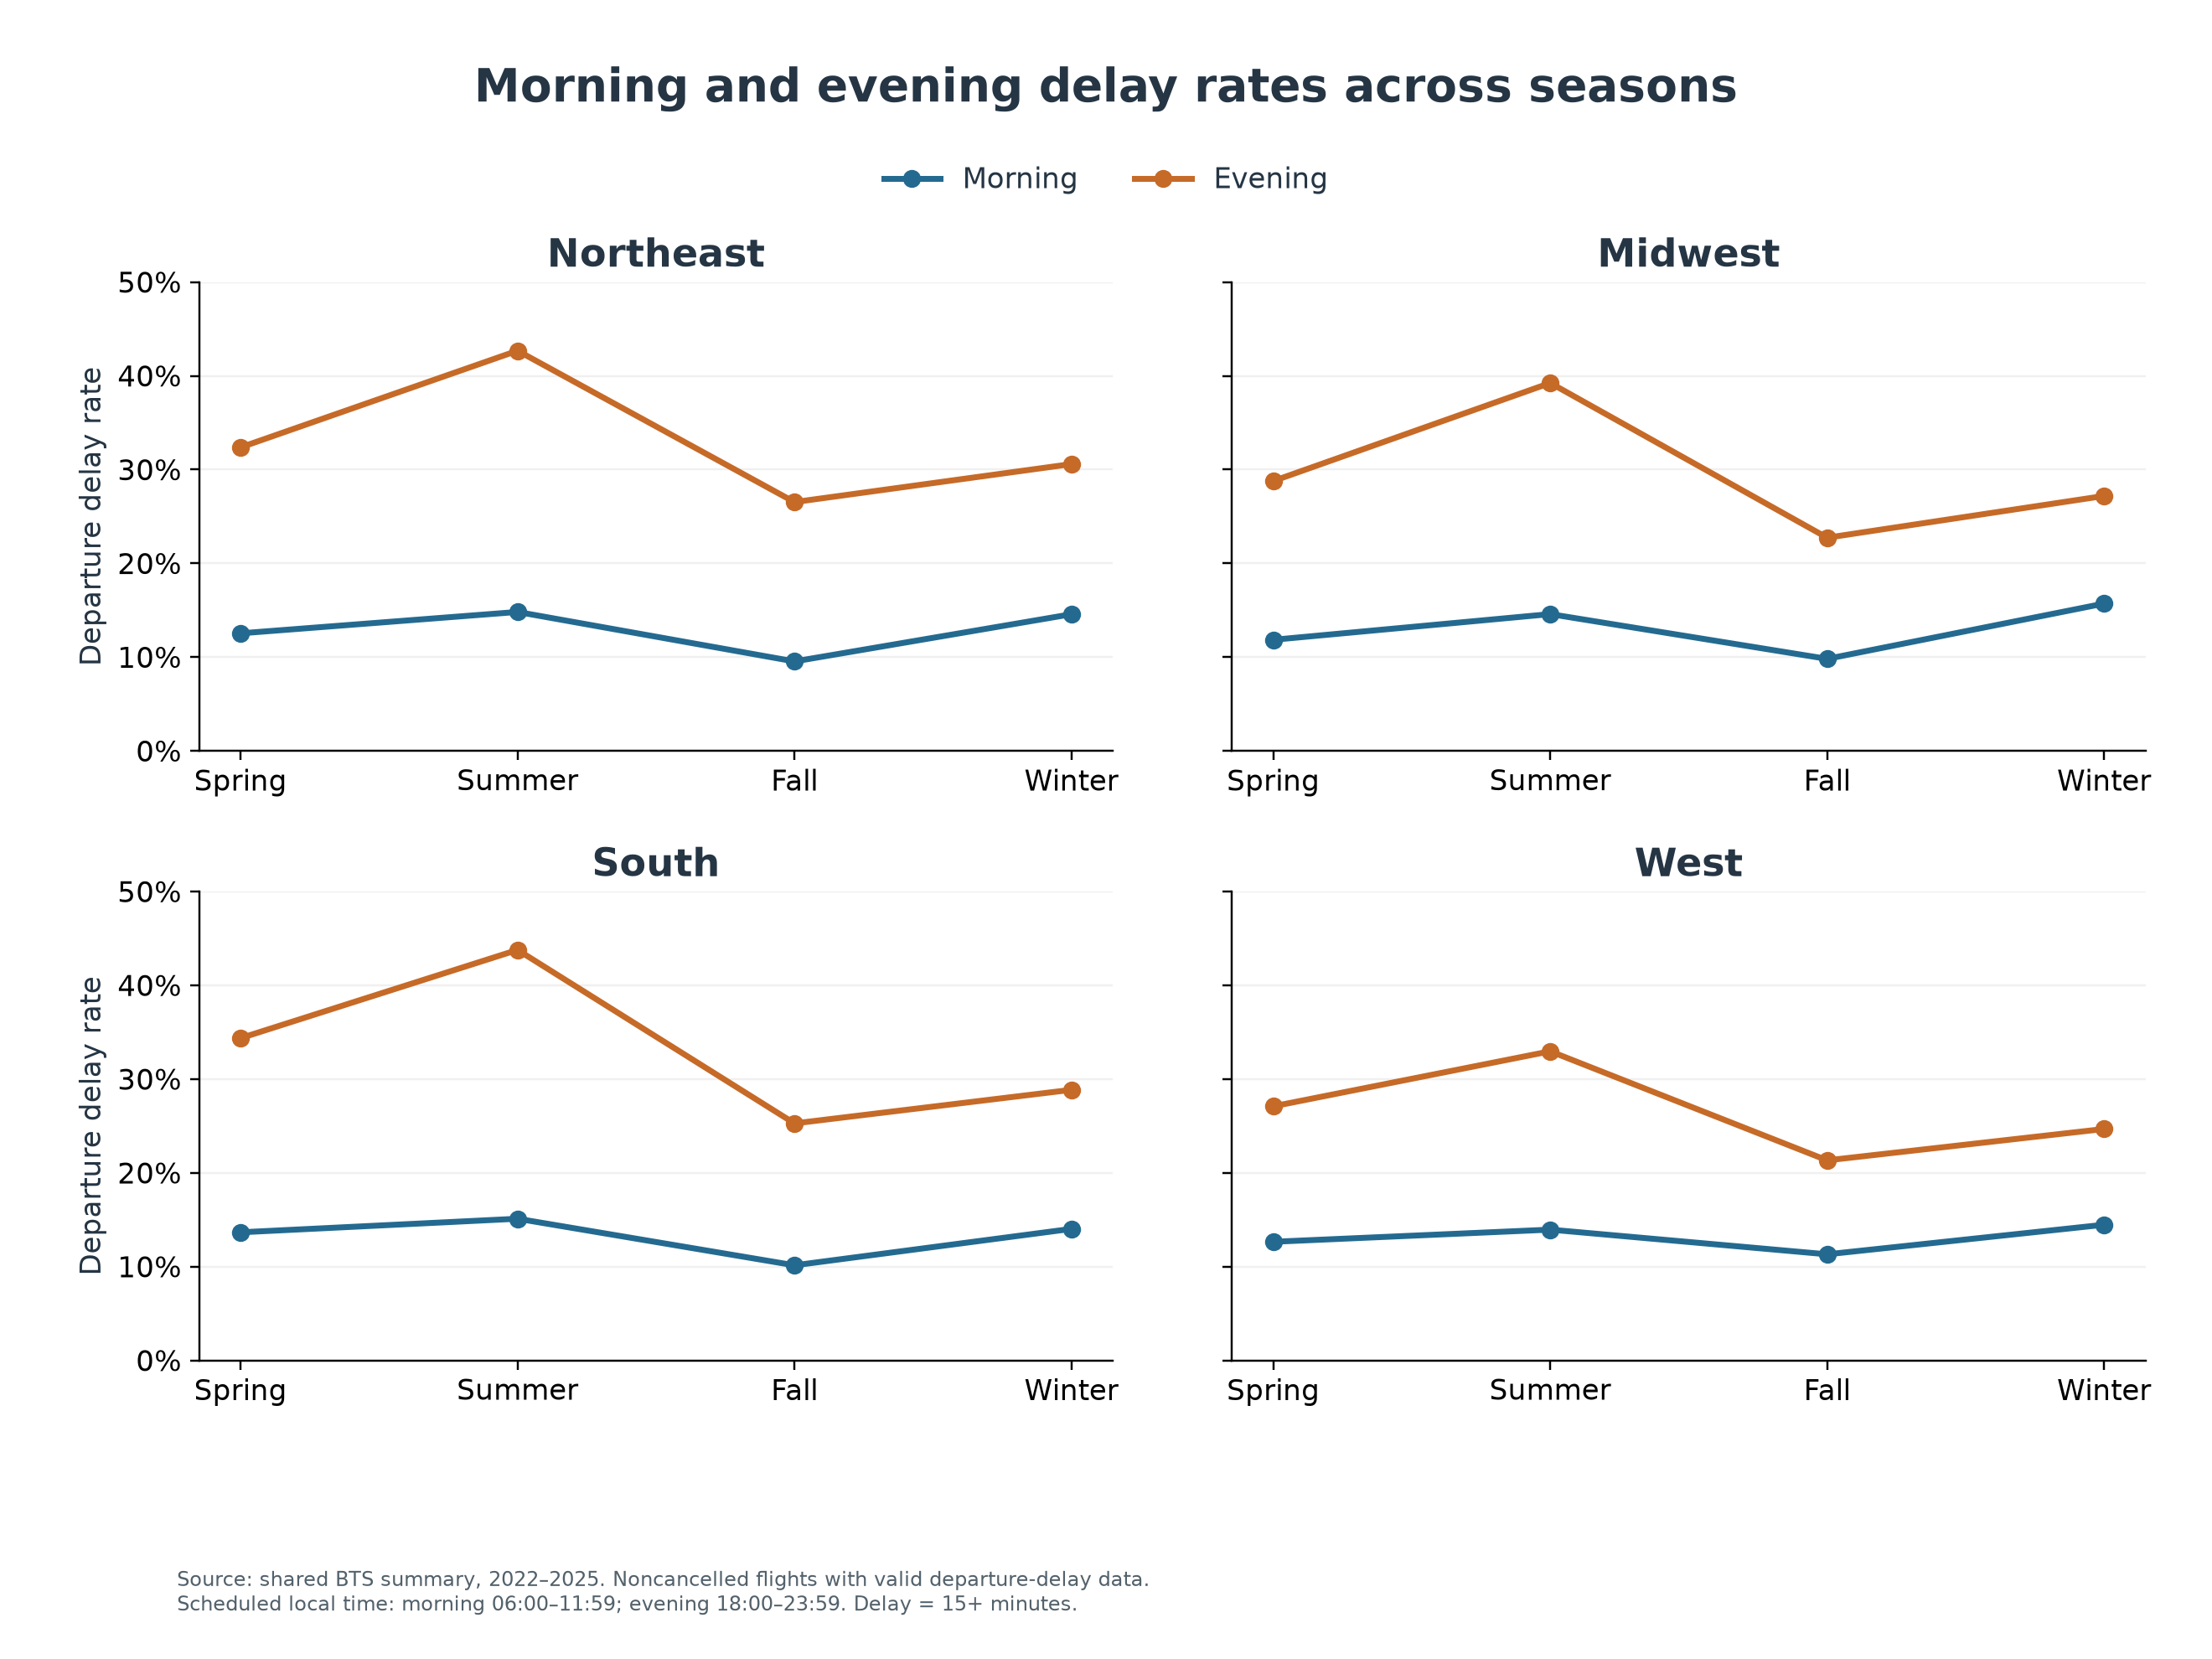 Morning and evening delay rates across seasons
Morning
Evening
Northeast
Departure delay rate
50%
40%
30%
20%
10%
0%
Spring
Summer
Fall
Winter
Midwest
Spring
Summer
Fall
Winter
South
Departure delay rate
50%
40%
30%
20%
10%
0%
Spring
Summer
Fall
Winter
West
Spring
Summer
Fall
Winter
Source: shared BTS summary, 2022–2025. Noncancelled flights with valid departure-delay data.
Scheduled local time: morning 06:00–11:59; evening 18:00–23:59. Delay = 15+ minutes.